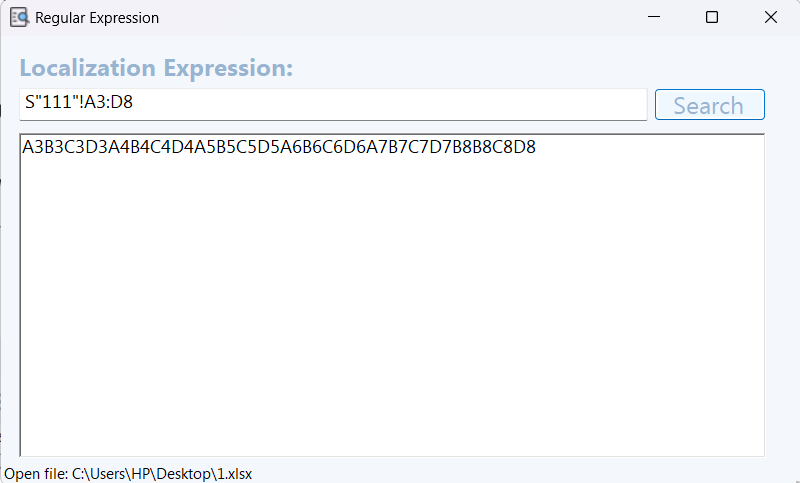 Regular Expression
Localization Expression:
S"111"!A3:D8
Search
A3B3C3D3A4B4C4D4A5B5C5D5A6B6C6D6A7B7C7D7B8B8C8D8
Open file: C:\Users\HP\Desktop\1.xlsx